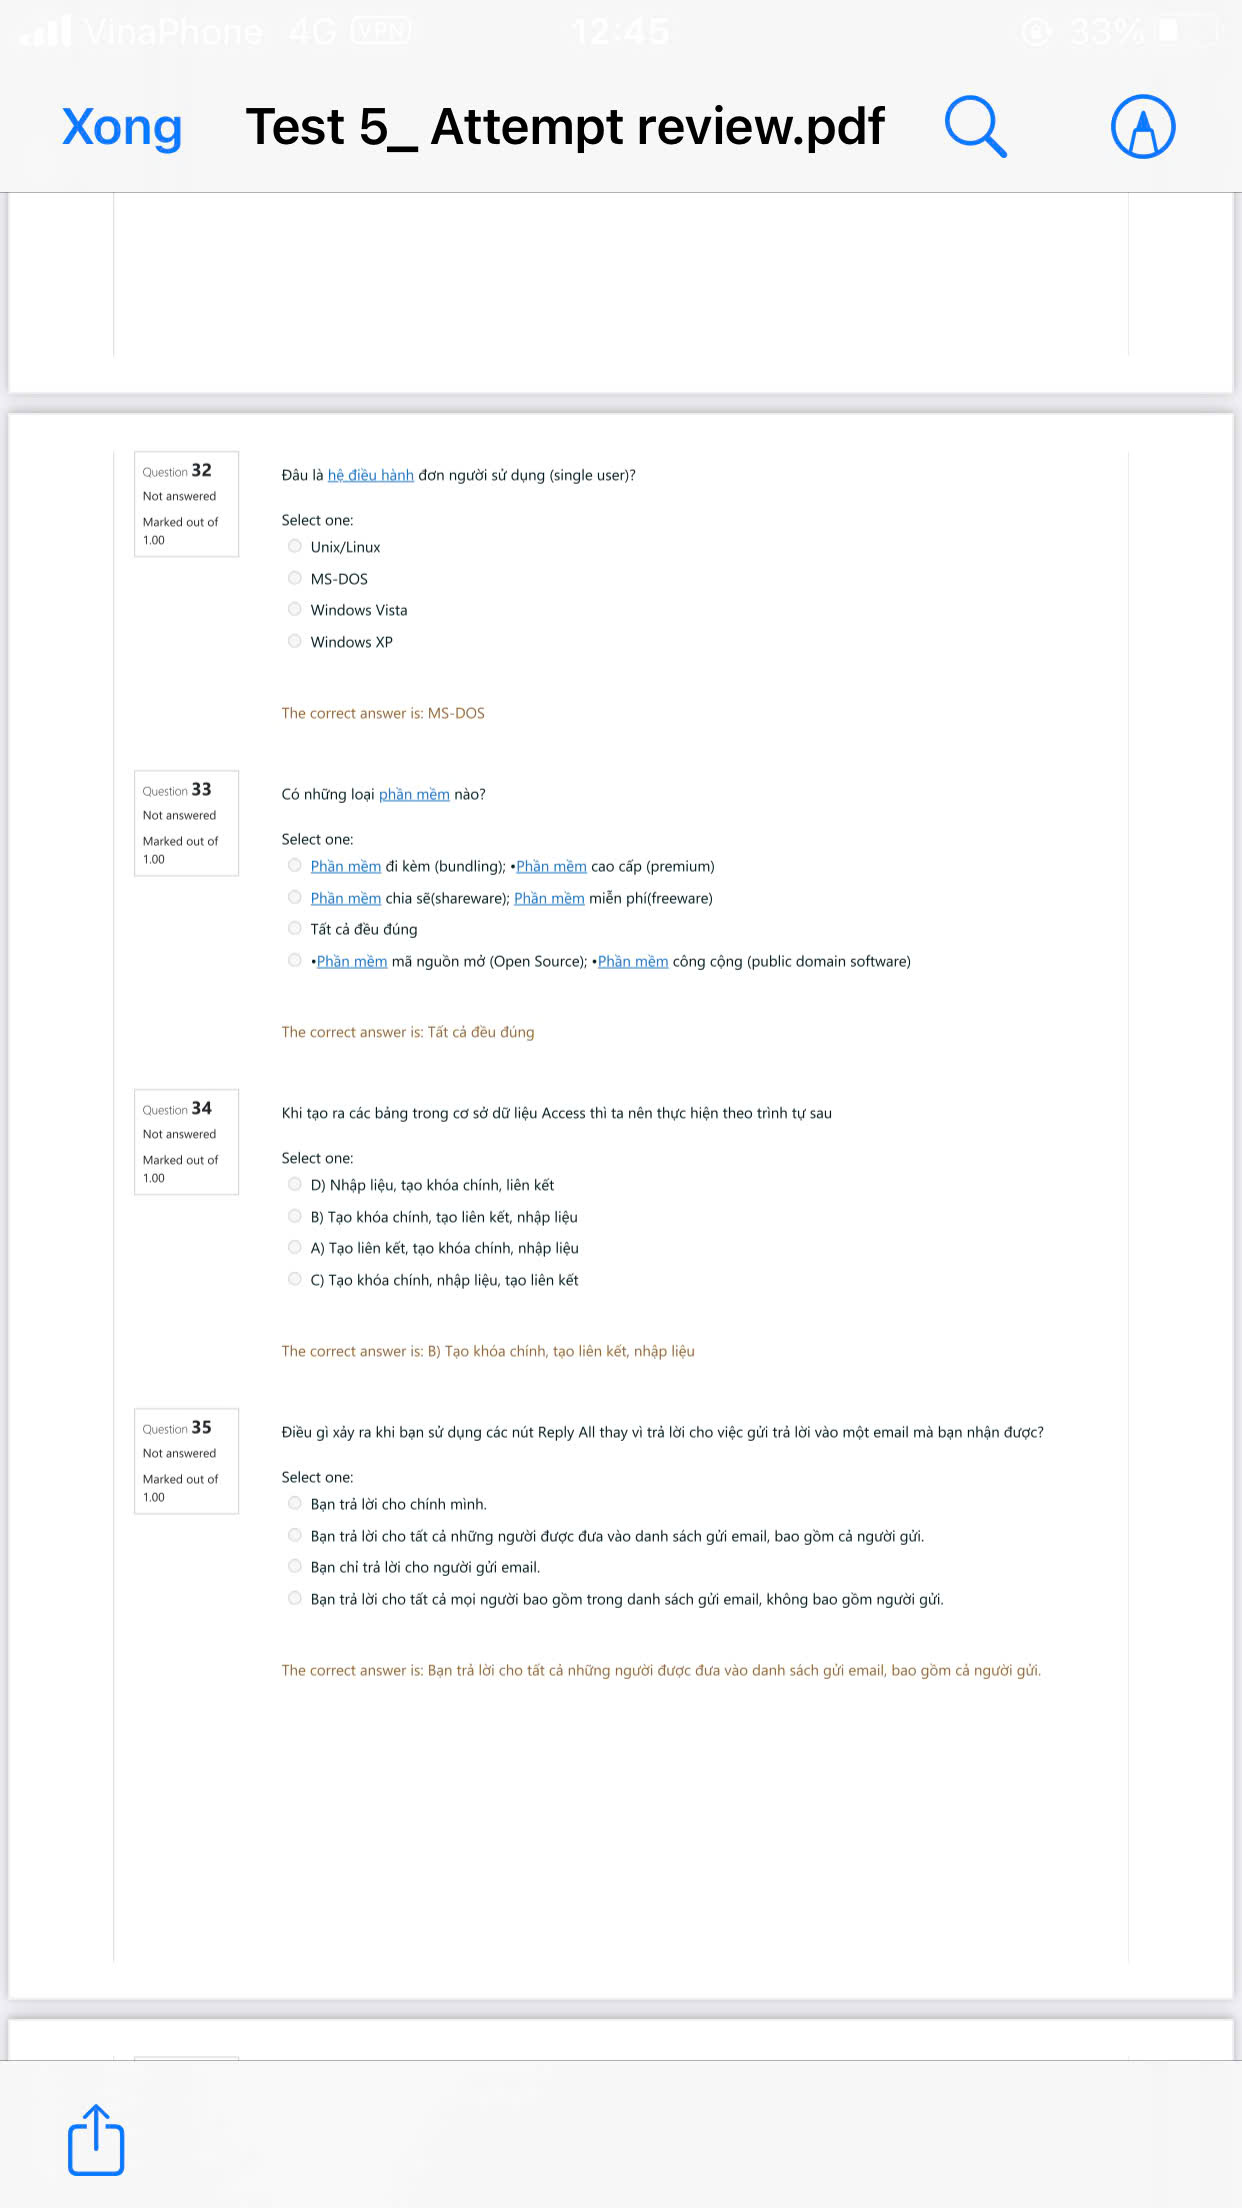 VinaPhone 4G VPN 12:45 33%
Xong Test 5_ Attempt review.pdf
Question 32
Not answered
Marked out of
1.00
Đâu là hệ điều hành đơn người sử dụng (single user)?
Select one:
Unix/Linux
MS-DOS
Windows Vista
Windows XP
The correct answer is: MS-DOS
Question 33
Not answered
Marked out of
1.00
Có những loại phần mềm nào?
Select one:
Phần mềm đi kèm (bundling); •Phần mềm cao cấp (premium)
Phần mềm chia sẽ(shareware); Phần mềm miễn phí(freeware)
Tất cả đều đúng
•Phần mềm mã nguồn mở (Open Source); •Phần mềm công cộng (public domain software)
The correct answer is: Tất cả đều đúng
Question 34
Not answered
Marked out of
1.00
Khi tạo ra các bảng trong cơ sở dữ liệu Access thì ta nên thực hiện theo trình tự sau
Select one:
D) Nhập liệu, tạo khóa chính, liên kết
B) Tạo khóa chính, tạo liên kết, nhập liệu
A) Tạo liên kết, tạo khóa chính, nhập liệu
C) Tạo khóa chính, nhập liệu, tạo liên kết
The correct answer is: B) Tạo khóa chính, tạo liên kết, nhập liệu
Question 35
Not answered
Marked out of
1.00
Điều gì xảy ra khi bạn sử dụng các nút Reply All thay vì trả lời cho việc gửi trả lời vào một email mà bạn nhận được?
Select one:
Bạn trả lời cho chính mình.
Bạn trả lời cho tất cả những người được đưa vào danh sách gửi email, bao gồm cả người gửi.
Bạn chỉ trả lời cho người gửi email.
Bạn trả lời cho tất cả mọi người bao gồm trong danh sách gửi email, không bao gồm người gửi.
The correct answer is: Bạn trả lời cho tất cả những người được đưa vào danh sách gửi email, bao gồm cả người gửi.